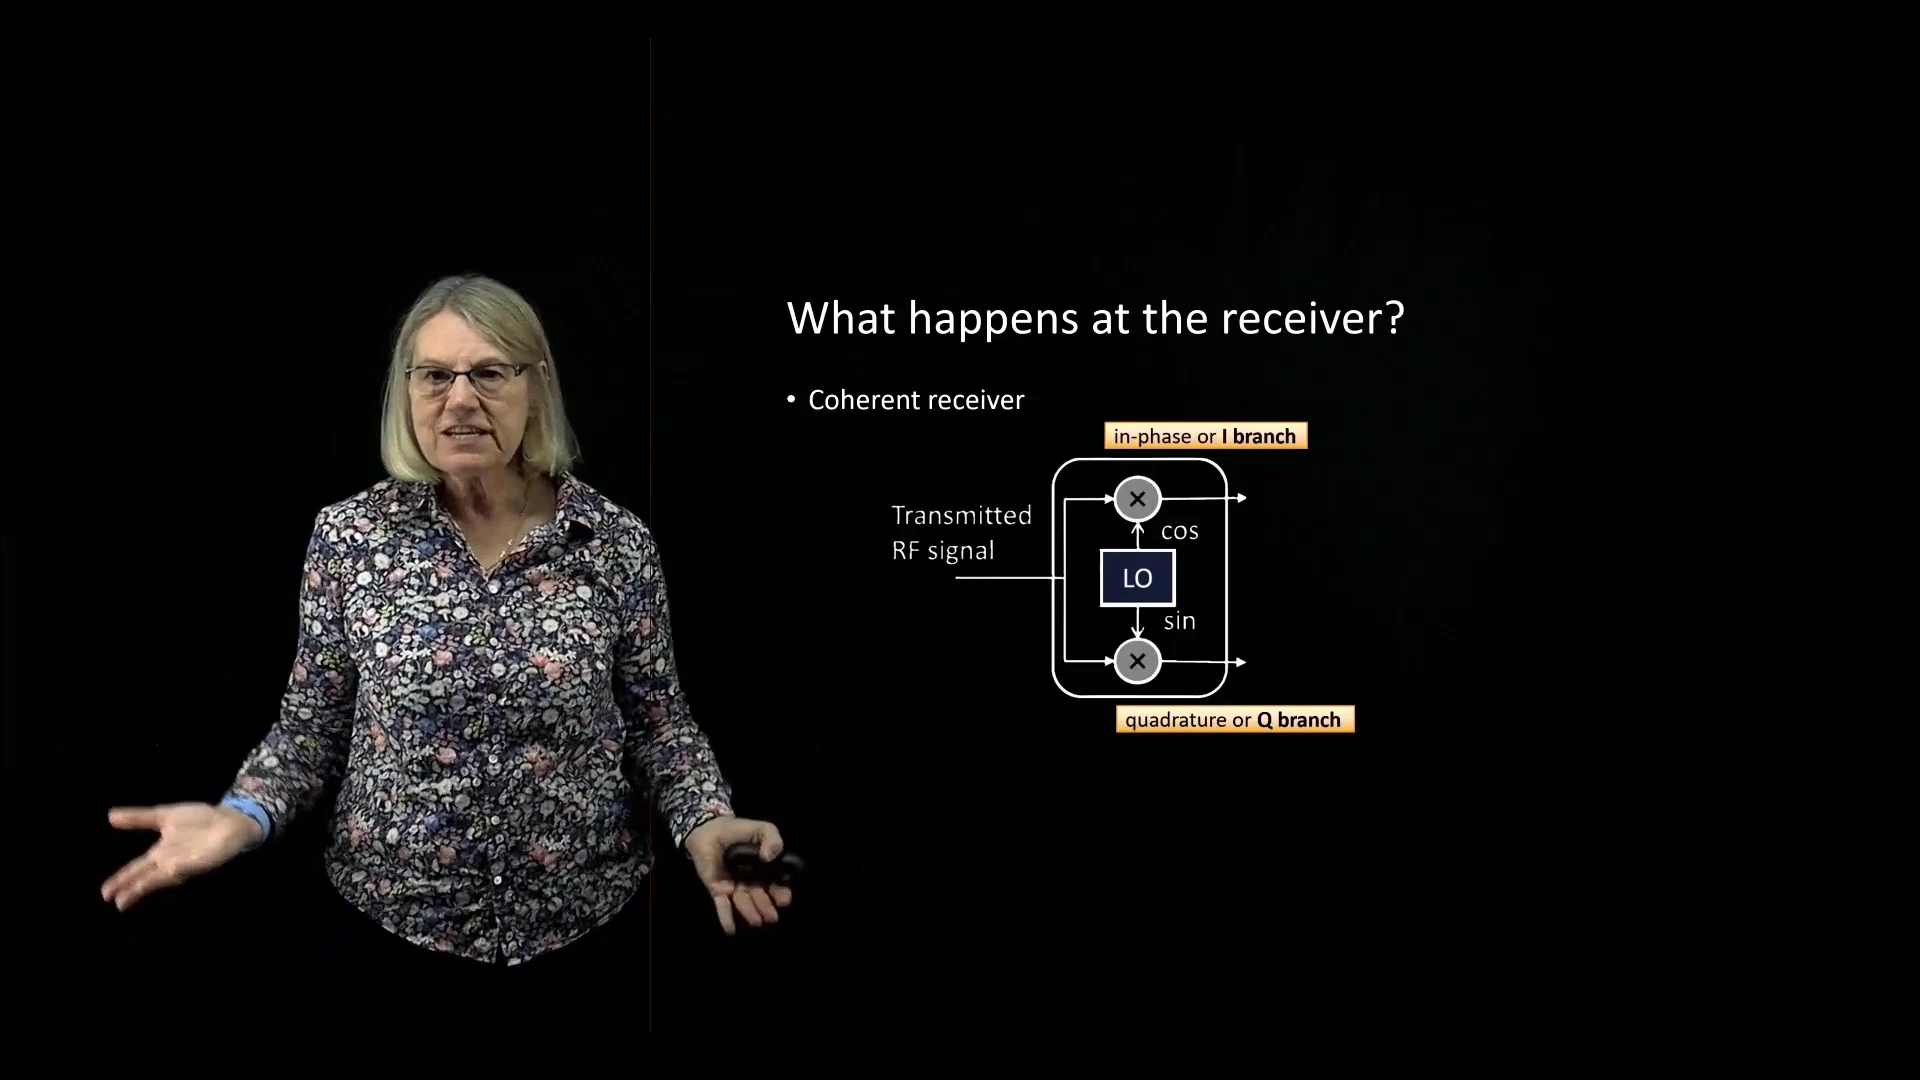 What happens at the receiver?
• Coherent receiver
in-phase or I branch
Transmitted
RF signal
cos
LO
sin
quadrature or Q branch